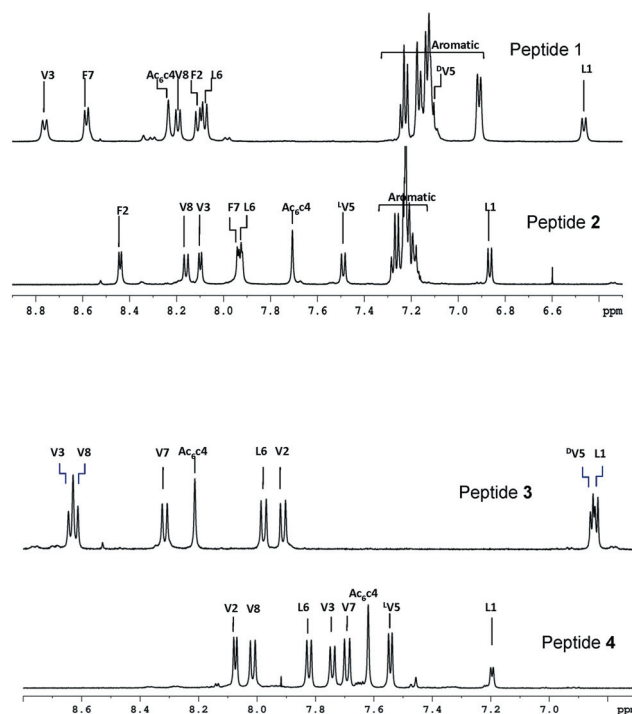 Peptide 1
Aromatic
V3 F7 Ac₆c4 V8 F2 L6 ᴰV5 L1
Aromatic
F2 V8 V3 F7 L6 Ac₆c4 ᴸV5 L1
Peptide 2
8.8 8.6 8.4 8.2 8.0 7.8 7.6 7.4 7.2 7.0 6.8 6.6 ppm
V3 V8 V7 Ac₆c4 L6 V2 ᴰV5 L1
Peptide 3
Ac₆c4
V2 V8 L6 V3 V7 ᴸV5 L1
Peptide 4
8.6 8.4 8.2 8.0 7.8 7.6 7.4 7.2 7.0